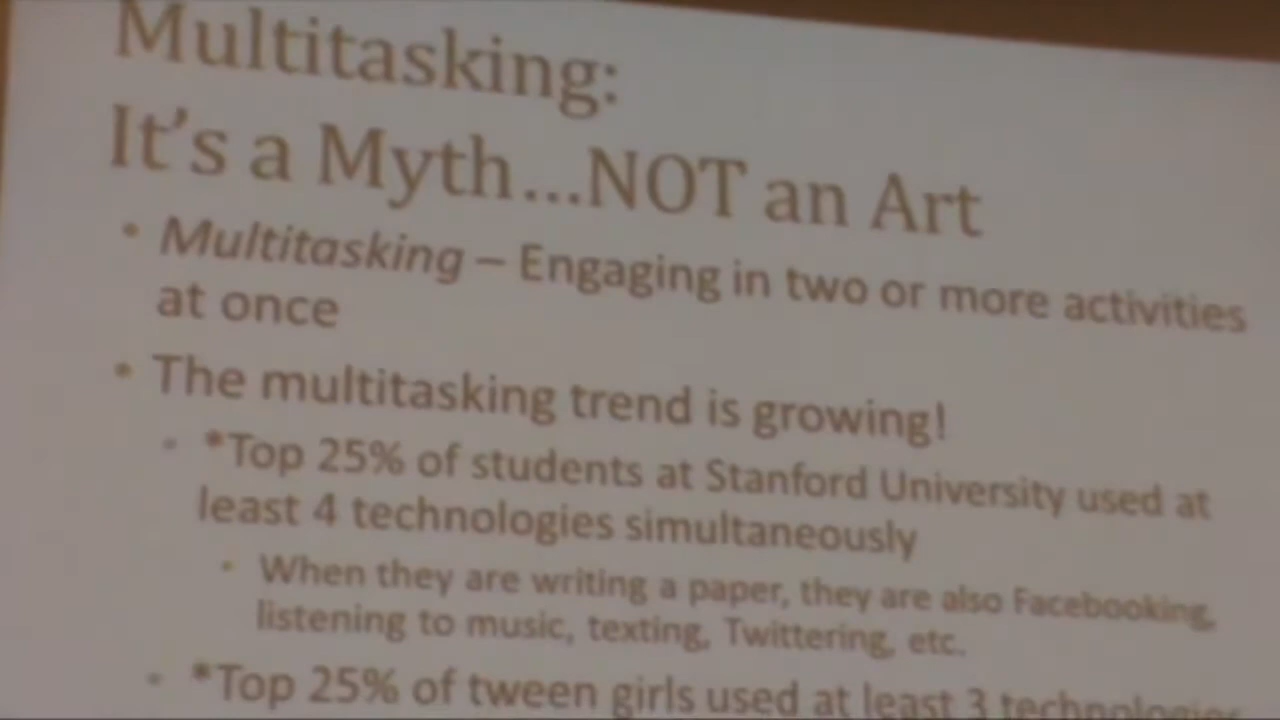 Multitasking:
It's a Myth...NOT an Art
• Multitasking – Engaging in two or more activities
at once
• The multitasking trend is growing!
• *Top 25% of students at Stanford University used at
least 4 technologies simultaneously
• When they are writing a paper, they are also Facebooking,
listening to music, texting, Twittering, etc.
• *Top 25% of tween girls used at least 3 technologies